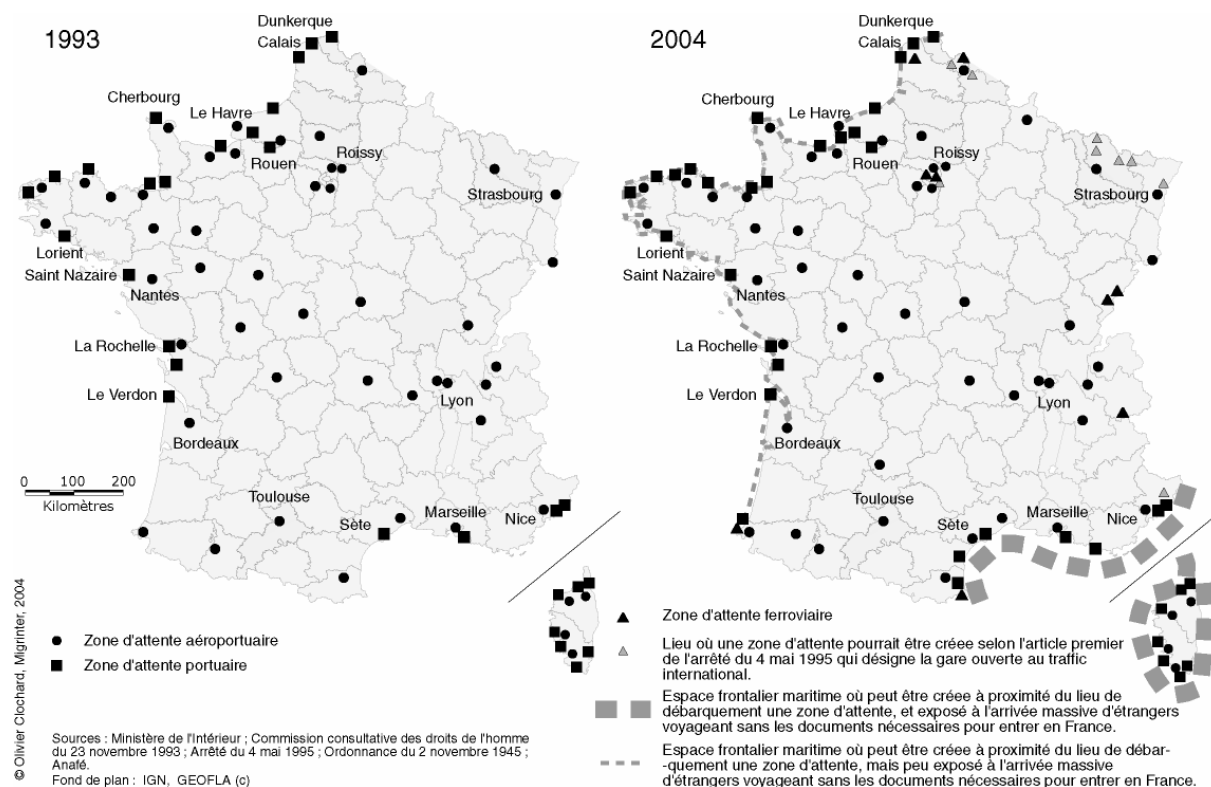 1993
Dunkerque
Calais
Cherbourg
Le Havre
Rouen
Roissy
Strasbourg
Lorient
Saint Nazaire
Nantes
La Rochelle
Le Verdon
Lyon
Bordeaux
0 100 200
Kilomètres
Toulouse
Sète
Marseille
Nice
2004
Dunkerque
Calais
Cherbourg
Le Havre
Rouen
Roissy
Strasbourg
Lorient
Saint Nazaire
Nantes
La Rochelle
Le Verdon
Lyon
Bordeaux
Toulouse
Sète
Marseille
Nice
Zone d'attente aéroportuaire
Zone d'attente portuaire
Zone d'attente ferroviaire
Lieu où une zone d'attente pourrait être créee selon l'article premier
de l'arrêté du 4 mai 1995 qui désigne la gare ouverte au traffic
international.
Espace frontalier maritime où peut être créee à proximité du lieu de
débarquement une zone d'attente, et exposé à l'arrivée massive d'étrangers
voyageant sans les documents nécessaires pour entrer en France.
Espace frontalier maritime où peut être créee à proximité du lieu de débar-
-quement une zone d'attente, mais peu exposé à l'arrivée massive
d'étrangers voyageant sans les documents nécessaires pour entrer en France.
Sources : Ministère de l'Intérieur ; Commission consultative des droits de l'homme
du 23 novembre 1993 ; Arrêté du 4 mai 1995 ; Ordonnance du 2 novembre 1945 ;
Anafé.
Fond de plan : IGN, GEOFLA (c)
© Olivier Clochard, Migrinter, 2004